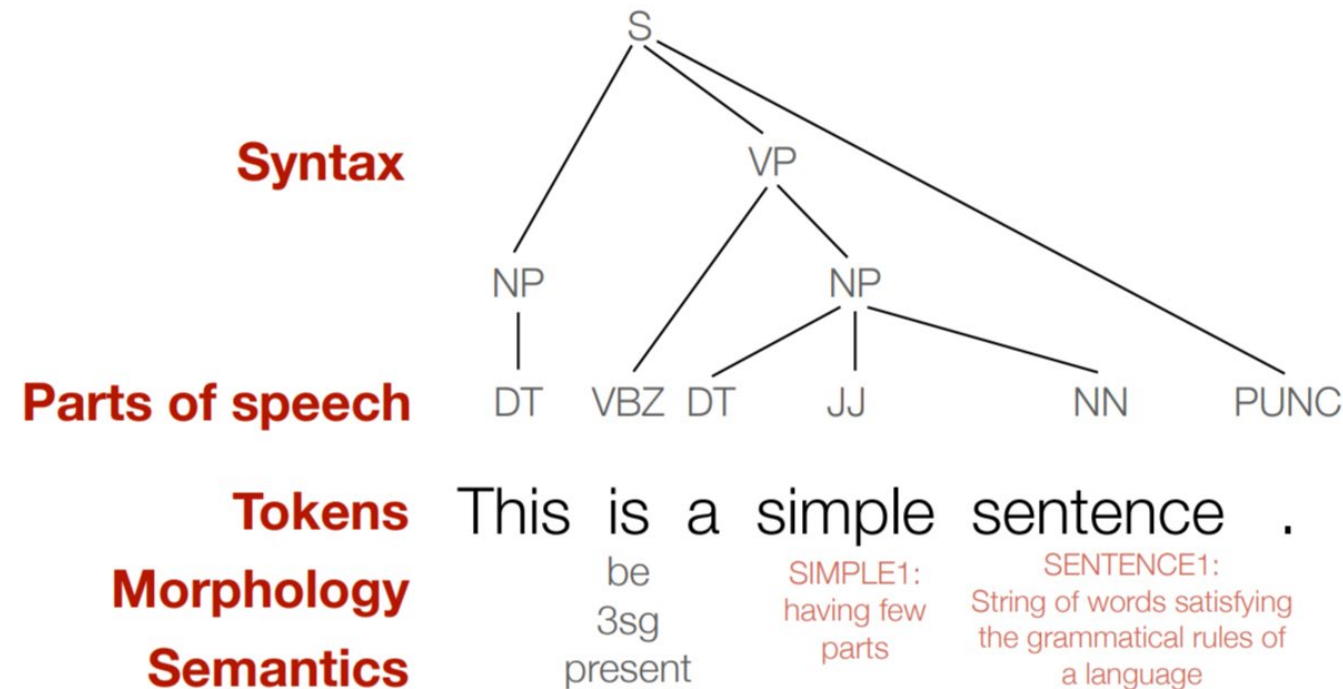 S
Syntax
VP
NP NP
Parts of speech DT VBZ DT JJ NN PUNC
Tokens This is a simple sentence .
Morphology
Semantics
be
3sg
present
SIMPLE1:
having few
parts
SENTENCE1:
String of words satisfying
the grammatical rules of
a language